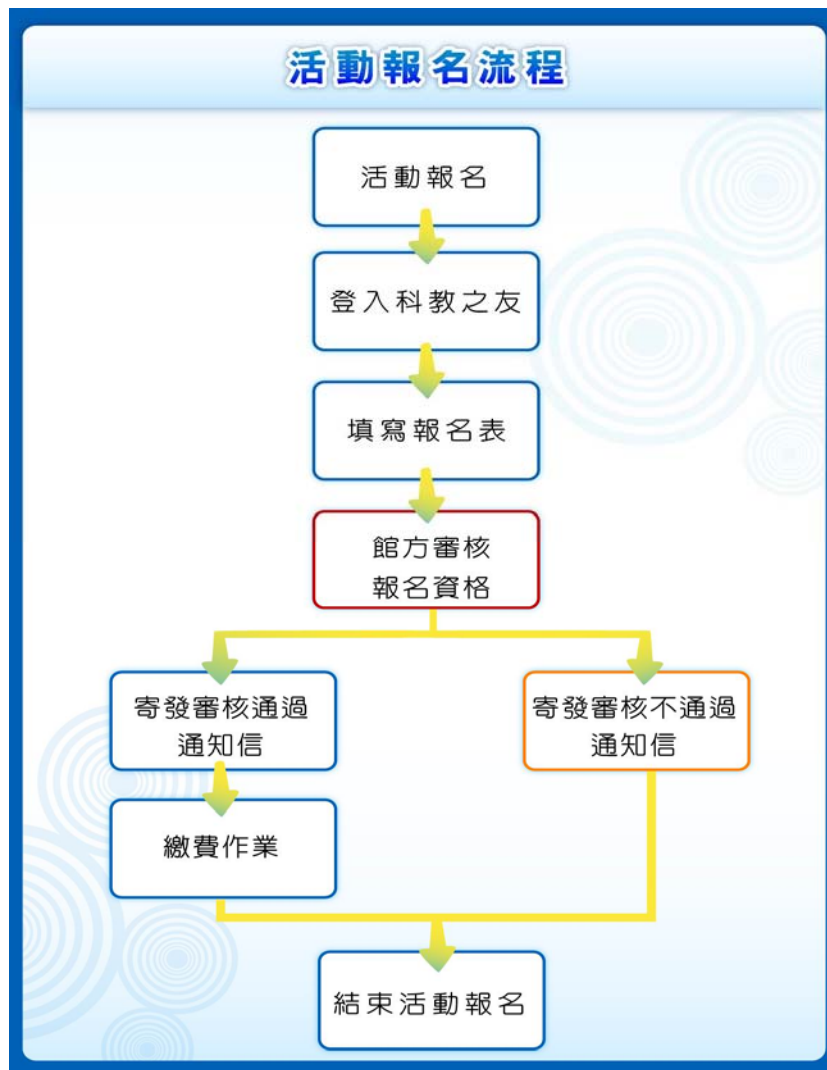 活動報名流程
活動報名
登入科教之友
填寫報名表
館方審核
報名資格
寄發審核通過
通知信
寄發審核不通過
通知信
繳費作業
結束活動報名